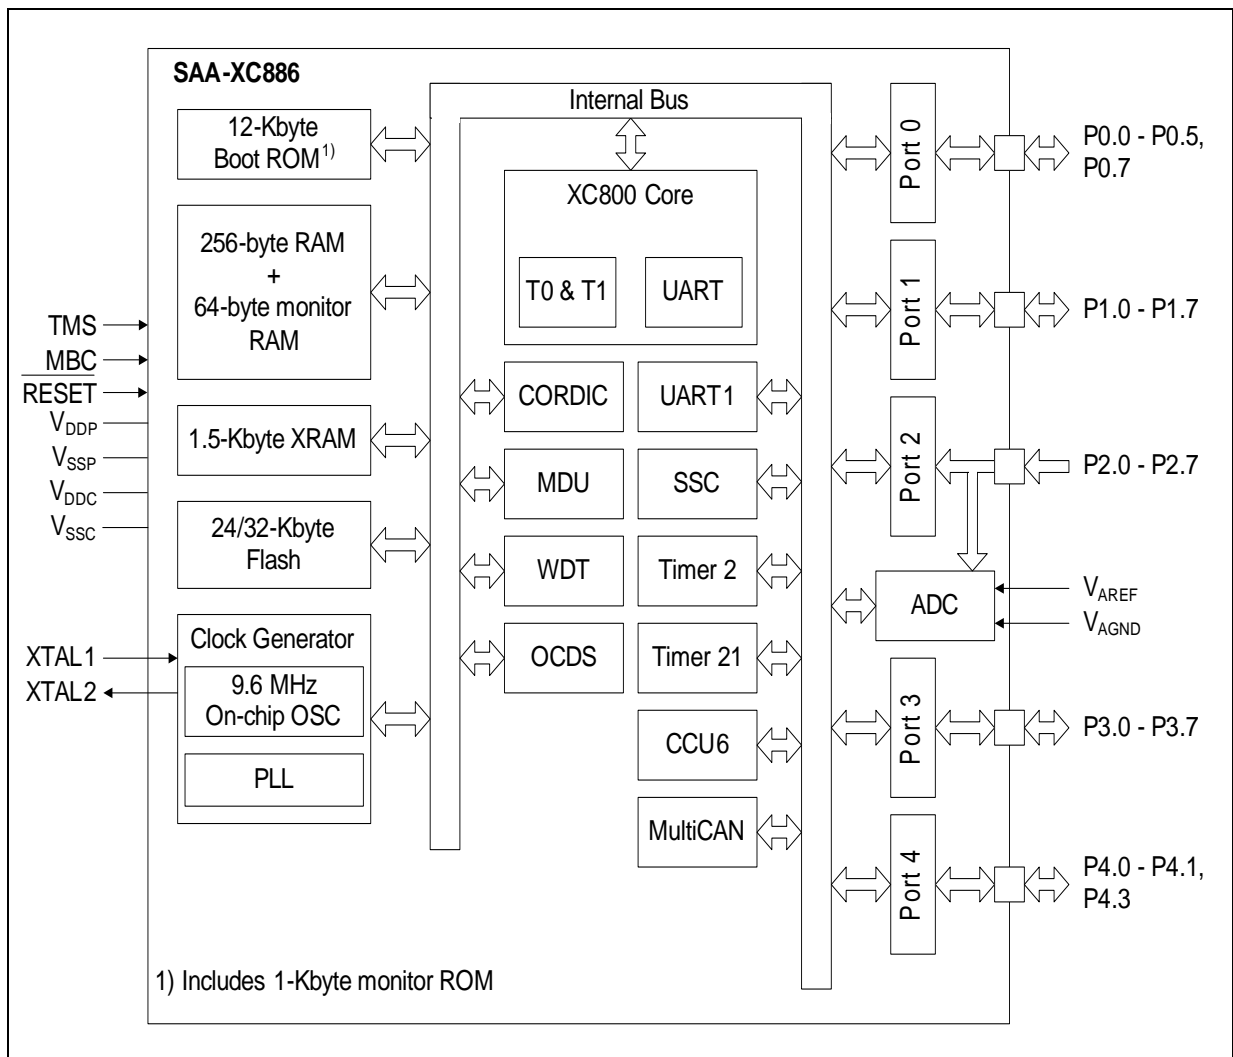 SAA-XC886
Internal Bus
12-Kbyte
Boot ROM1)
256-byte RAM
+
64-byte monitor
RAM
1.5-Kbyte XRAM
24/32-Kbyte
Flash
Clock Generator
9.6 MHz
On-chip OSC
PLL
TMS
MBC
RESET
VDDP
VSSP
VDDC
VSSC
XTAL1
XTAL2
XC800 Core
T0 & T1
UART
CORDIC
UART1
MDU
SSC
WDT
Timer 2
OCDS
Timer 21
CCU6
MultiCAN
Port 0
P0.0 - P0.5,
P0.7
Port 1
P1.0 - P1.7
Port 2
P2.0 - P2.7
ADC
VAREF
VAGND
Port 3
P3.0 - P3.7
Port 4
P4.0 - P4.1,
P4.3
1) Includes 1-Kbyte monitor ROM